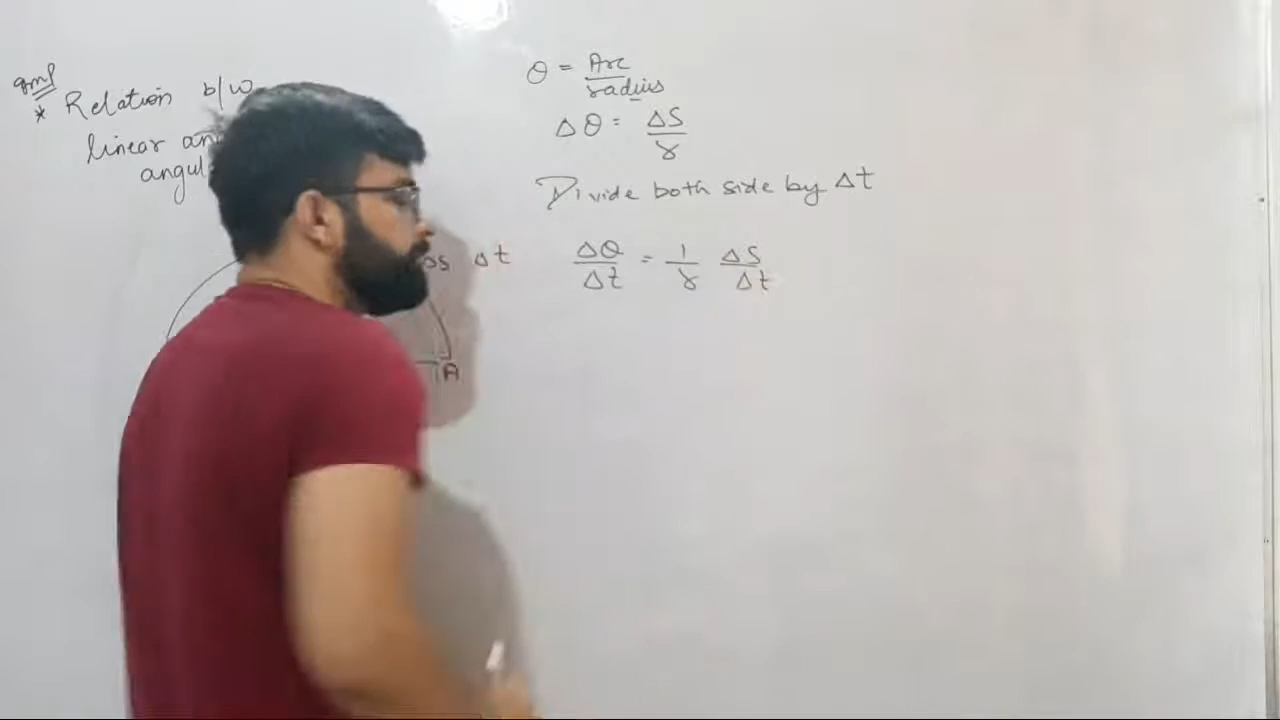 Imp
* Relation b/w
linear an
angul
Δs Δt
A
θ = Arc / radius
Δθ = ΔS / r
Divide both side by Δt
Δθ / Δt = 1 / r ΔS / Δt